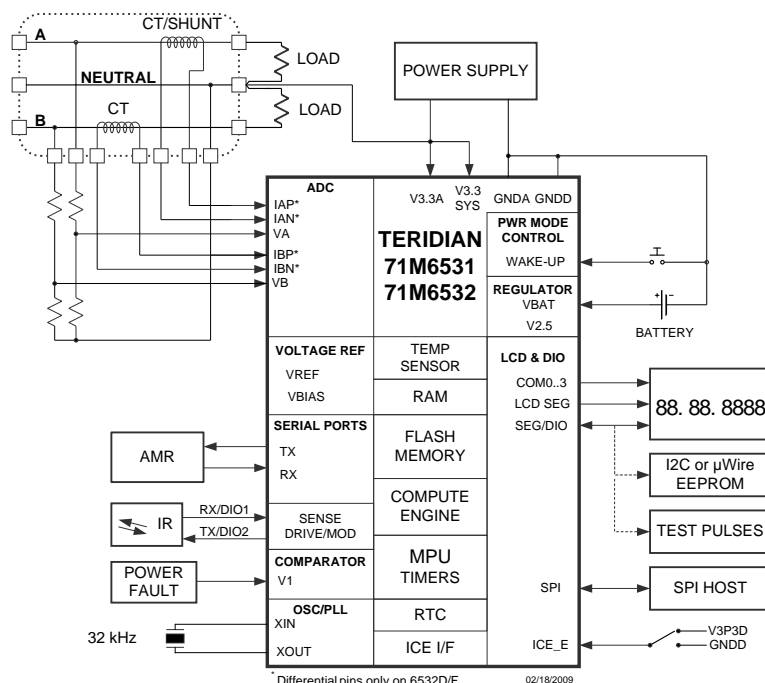 CT/SHUNT
A
LOAD
NEUTRAL
CT
LOAD
B
POWER SUPPLY
ADC
IAP*
IAN*
VA
IBP*
IBN*
VB
V3.3A
V3.3
SYS
GNDA GNDD
TERIDIAN
71M6531
71M6532
PWR MODE
CONTROL
WAKE-UP
REGULATOR
VBAT
V2.5
+ -
BATTERY
VOLTAGE REF
VREF
VBIAS
TEMP
SENSOR
RAM
LCD & DIO
COM0..3
LCD SEG
SEG/DIO
88. 88. 8888
SERIAL PORTS
TX
RX
AMR
FLASH
MEMORY
I2C or µWire
EEPROM
TEST PULSES
IR
RX/DIO1
TX/DIO2
SENSE
DRIVE/MOD
COMPUTE
ENGINE
POWER
FAULT
COMPARATOR
V1
MPU
TIMERS
SPI
SPI HOST
32 kHz
OSC/PLL
XIN
XOUT
RTC
ICE I/F
ICE_E
V3P3D
GNDD
* Differential pins only on 6532D/F
02/18/2009